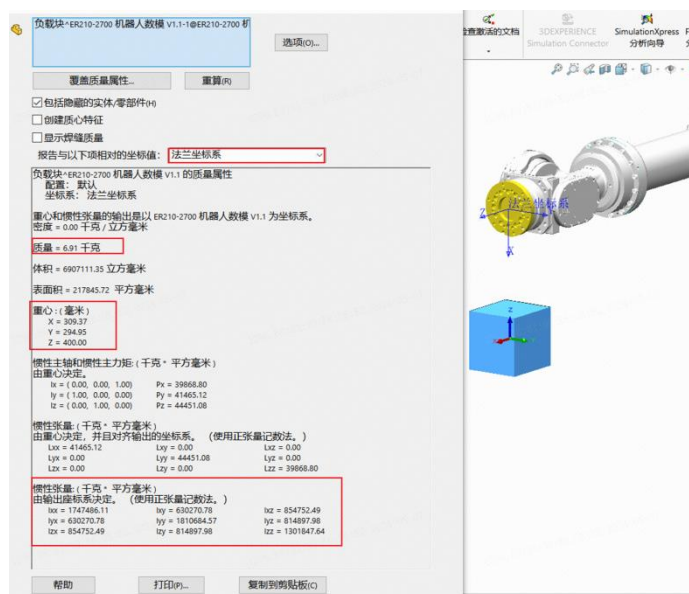 负载块^ER210-2700 机器人数模 V1.1-1@ER210-2700 机
选项(O)...
覆盖质量属性...
重算(R)
包括隐藏的实体/零部件(H)
创建质心特征
显示焊缝质量
报告与以下项相对的坐标值：
法兰坐标系
负载块^ER210-2700 机器人数模 V1.1 的质量属性
配置： 默认
坐标系： 法兰坐标系
重心和惯性张量的输出是以 ER210-2700 机器人数模 V1.1 为坐标系。
密度 = 0.00 千克 / 立方毫米
质量 = 6.91 千克
体积 = 6907111.35 立方毫米
表面积 = 217845.72 平方毫米
重心 : ( 毫米 )
X = 309.37
Y = 294.95
Z = 400.00
惯性主轴和惯性主力矩: ( 千克 * 平方毫米 )
由重心决定。
Ix = ( 0.00, 0.00, 1.00) Px = 39868.80
Iy = ( 1.00, 0.00, 0.00) Py = 41465.12
Iz = ( 0.00, 1.00, 0.00) Pz = 44451.08
惯性张量: ( 千克 * 平方毫米 )
由重心决定，并且对齐输出的坐标系。 （使用正张量记数法。）
Lxx = 41465.12 Lxy = 0.00 Lxz = 0.00
Lyx = 0.00 Lyy = 44451.08 Lyz = 0.00
Lzx = 0.00 Lzy = 0.00 Lzz = 39868.80
惯性张量: ( 千克 * 平方毫米 )
由输出座标系决定。 （使用正张量记数法。）
Ixx = 1747486.11 Ixy = 630270.78 Ixz = 854752.49
Iyx = 630270.78 Iyy = 1810684.57 Iyz = 814897.98
Izx = 854752.49 Izy = 814897.98 Izz = 1301847.64
帮助
打印(P)...
复制到剪贴板(C)
检查激活的文档
3DEXPERIENCE
Simulation Connector
SimulationXpress
分析向导
Z
法兰坐标系
X
Z